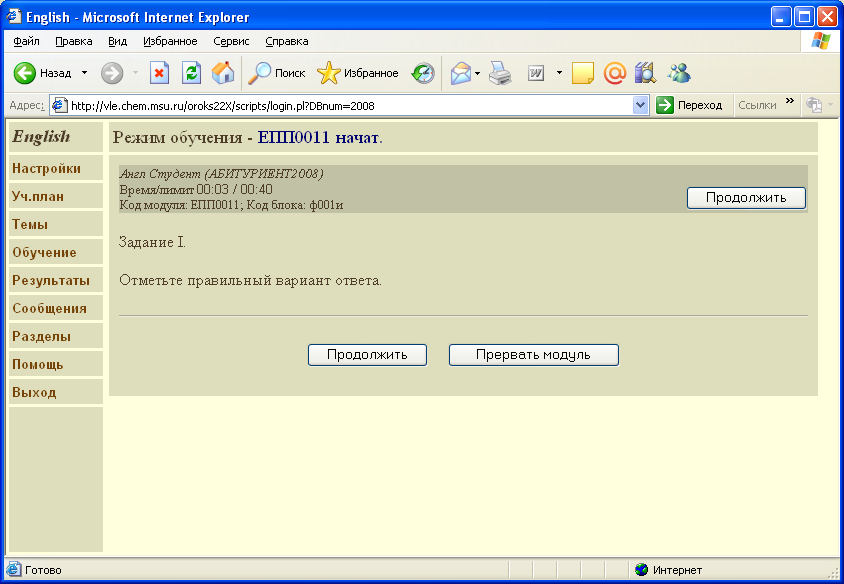 English - Microsoft Internet Explorer
Файл Правка Вид Избранное Сервис Справка
Назад Поиск Избранное W
Адрес: http://vle.chem.msu.ru/oroks22X/scripts/login.pl?DBnum=2008 Переход Ссылки »
English
Настройки
Уч.план
Темы
Обучение
Результаты
Сообщения
Разделы
Помощь
Выход
Режим обучения - ЕПП0011 начат.
Англ Студент (АБИТУРИЕНТ2008)
Время/лимит 00:03 / 00:40
Код модуля: ЕПП0011; Код блока: ф001и
Продолжить
Задание I.
Отметьте правильный вариант ответа.
Продолжить Прервать модуль
Готово Интернет